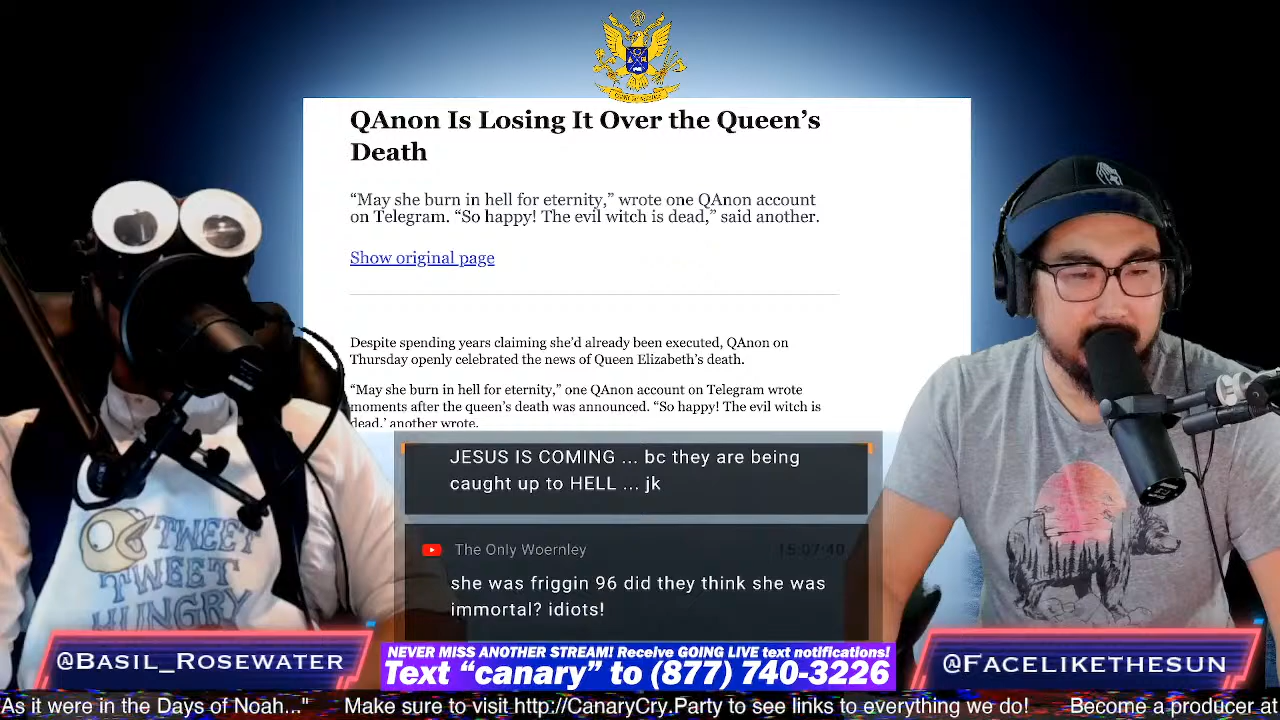 QAnon Is Losing It Over the Queen's
Death
“May she burn in hell for eternity,” wrote one QAnon account
on Telegram. “So happy! The evil witch is dead,” said another.
Show original page
Despite spending years claiming she'd already been executed, QAnon on
Thursday openly celebrated the news of Queen Elizabeth's death.
“May she burn in hell for eternity,” one QAnon account on Telegram wrote
moments after the queen's death was announced. “So happy! The evil witch is
dead,' another wrote.
JESUS IS COMING ... bc they are being
caught up to HELL ... jk
The Only Woernley 15:07:40
she was friggin 96 did they think she was
immortal? idiots!
TWEET
TWEET
HUNGRY
@BASIL_ROSEWATER
@FACELIKETHESUN
NEVER MISS ANOTHER STREAM! Receive GOING LIVE text notifications!
Text “canary” to (877) 740-3226
As it were in the Days of Noah..." Make sure to visit http://CanaryCry.Party to see links to everything we do! Become a producer at